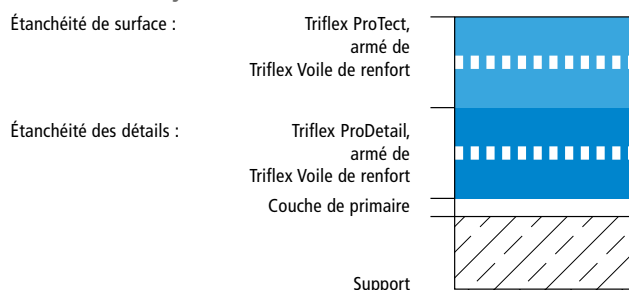 Étanchéité de surface :
Triflex ProTect,
armé de
Triflex Voile de renfort
Étanchéité des détails :
Triflex ProDetail,
armé de
Triflex Voile de renfort
Couche de primaire
Support